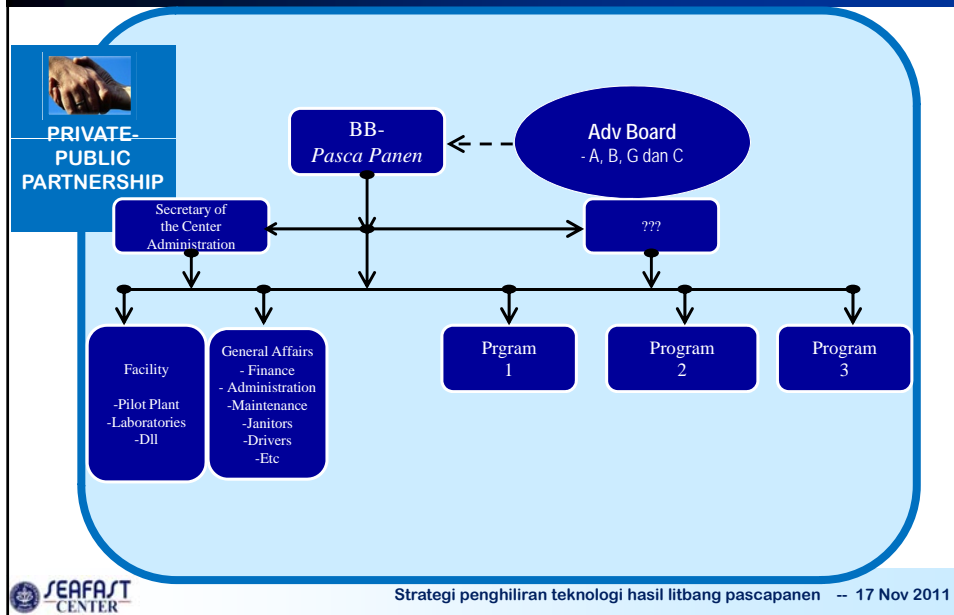 PRIVATE-
PUBLIC
PARTNERSHIP
BB-
Pasca Panen
Adv Board
- A, B, G dan C
Secretary of
the Center
Administration
???
Facility
-Pilot Plant
-Laboratories
-Dll
General Affairs
- Finance
- Administration
-Maintenance
-Janitors
-Drivers
-Etc
Prgram
1
Program
2
Program
3
SEAFAST
CENTER
Strategi penghiliran teknologi hasil litbang pascapanen -- 17 Nov 2011